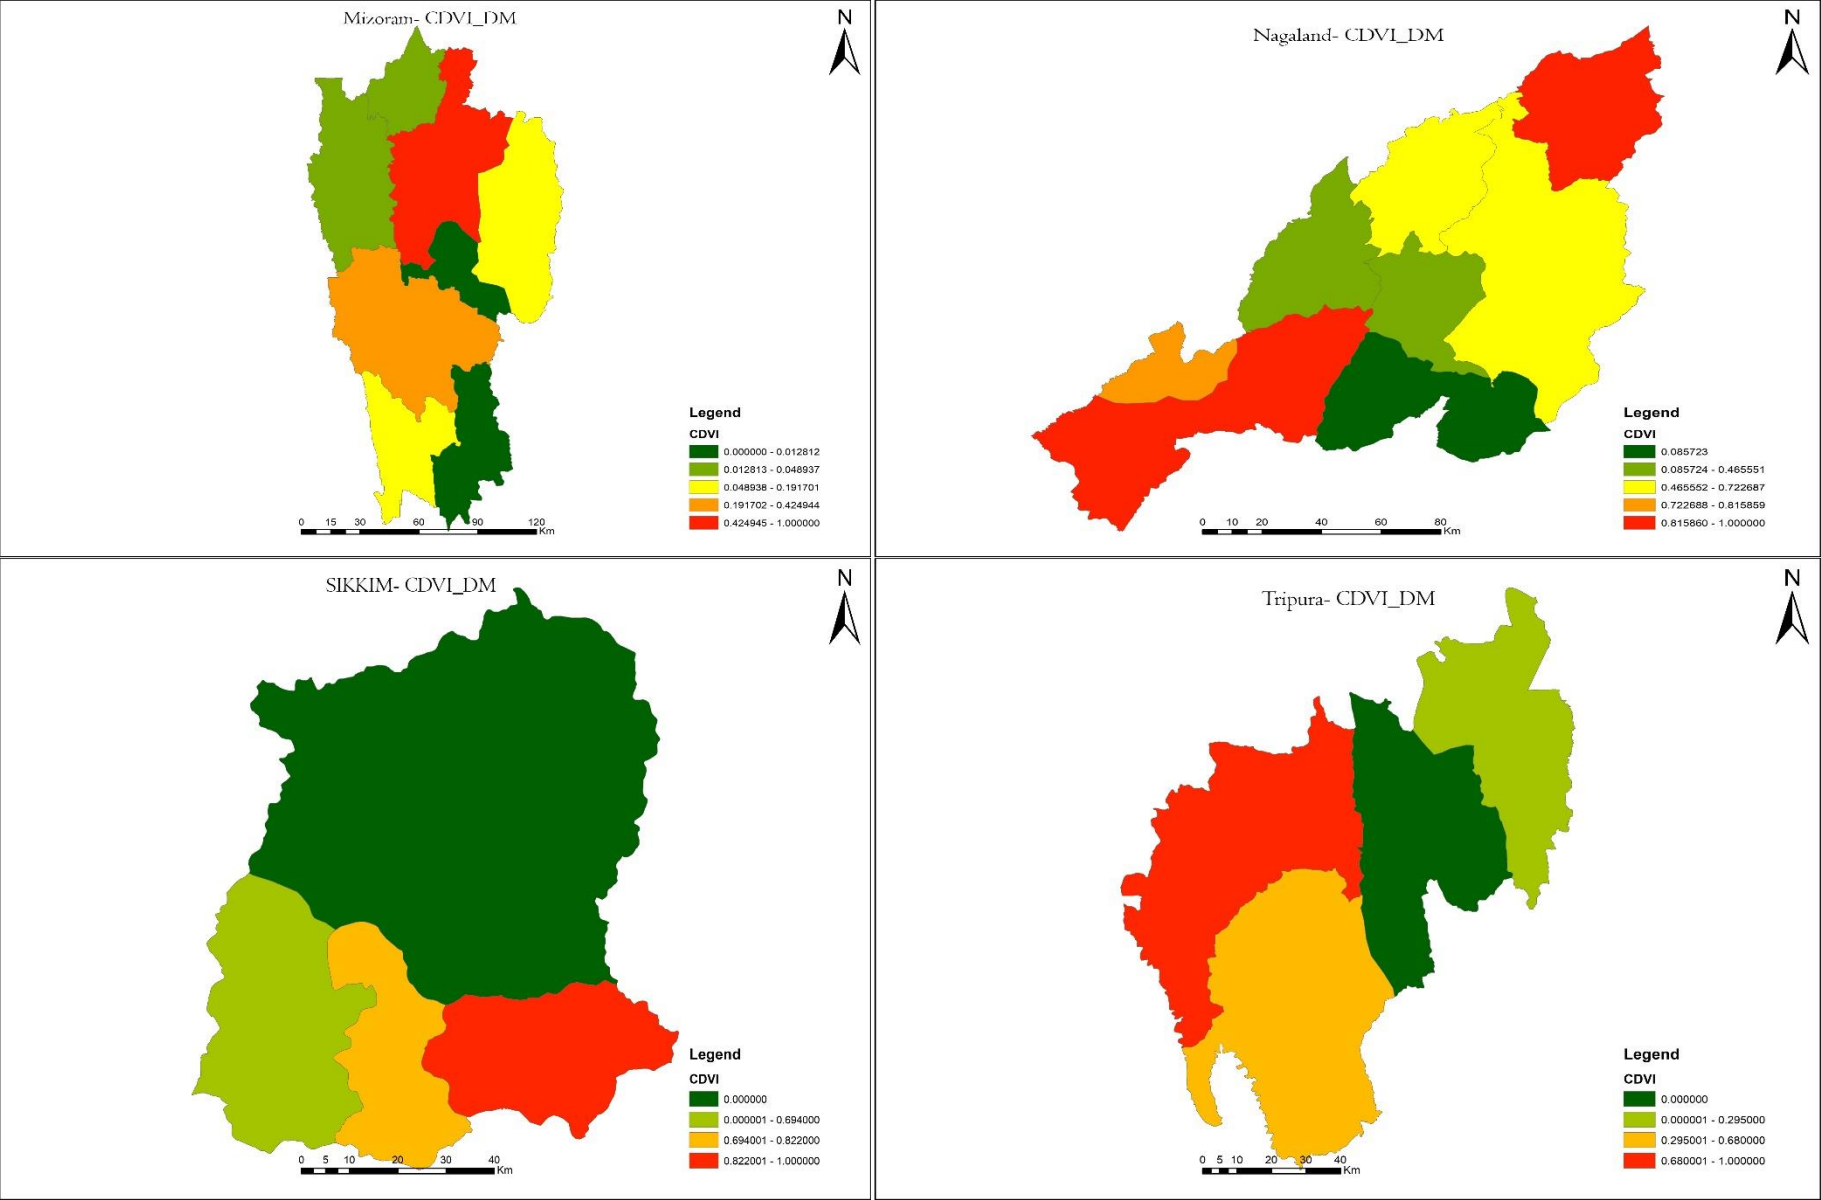 Mizoram- CDVI_DM
N
Legend
CDVI
0.000000 - 0.012812
0.012813 - 0.048937
0.048938 - 0.191701
0.191702 - 0.424944
0.424945 - 1.000000
0 15 30 60 90 120
Km
Nagaland- CDVI_DM
N
Legend
CDVI
0.085723
0.085724 - 0.465551
0.465552 - 0.722687
0.722688 - 0.815859
0.815860 - 1.000000
0 10 20 40 60 80
Km
SIKKIM- CDVI_DM
N
Legend
CDVI
0.000000
0.000001 - 0.694000
0.694001 - 0.822000
0.822001 - 1.000000
0 5 10 20 30 40
Km
Tripura- CDVI_DM
N
Legend
CDVI
0.000000
0.000001 - 0.295000
0.295001 - 0.680000
0.680001 - 1.000000
0 5 10 20 30 40
Km